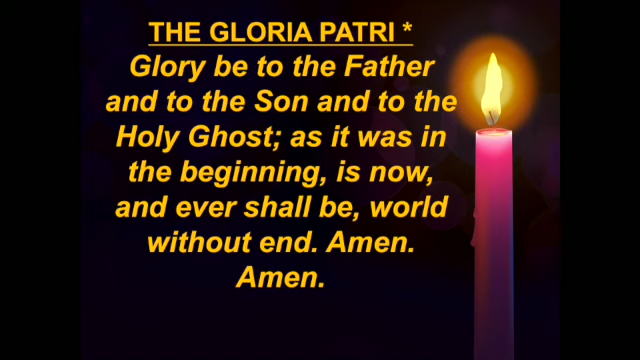 THE GLORIA PATRI *
Glory be to the Father
and to the Son and to the
Holy Ghost; as it was in
the beginning, is now,
and ever shall be, world
without end. Amen.
Amen.